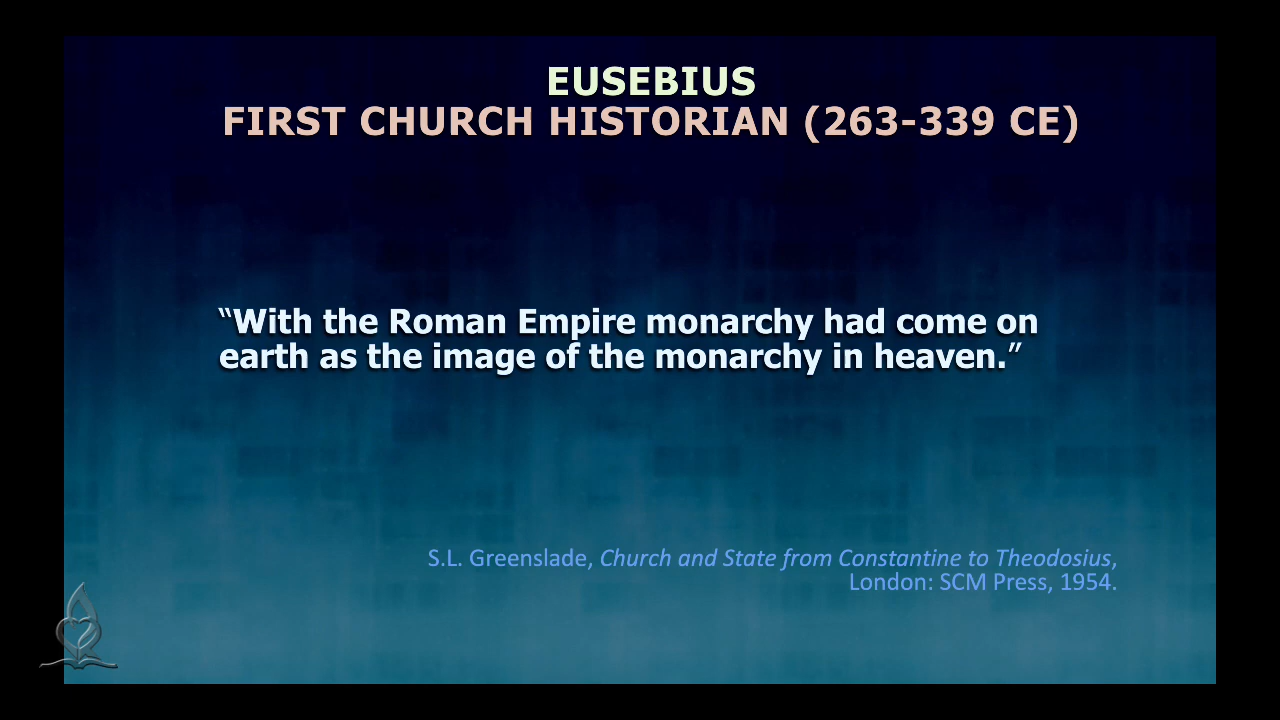 EUSEBIUS
FIRST CHURCH HISTORIAN (263-339 CE)
“With the Roman Empire monarchy had come on
earth as the image of the monarchy in heaven.”
S.L. Greenslade, Church and State from Constantine to Theodosius,
London: SCM Press, 1954.